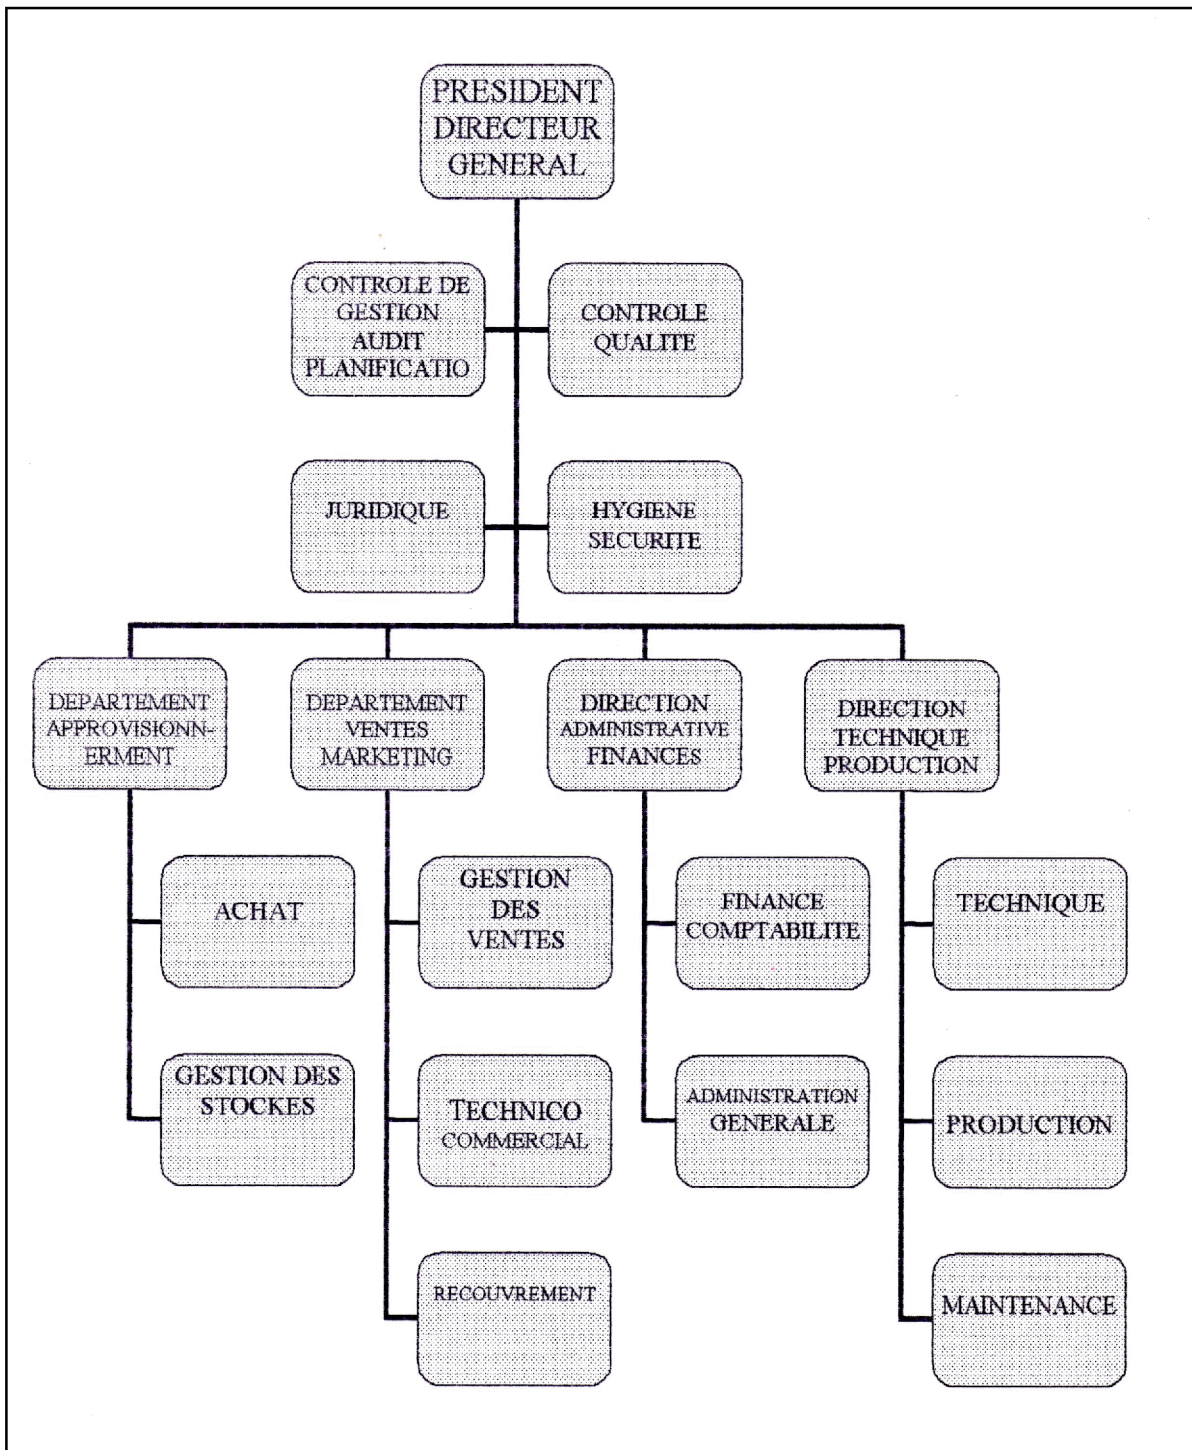 PRESIDENT
DIRECTEUR
GENERAL
CONTROLE DE
GESTION
AUDIT
PLANIFICATIO
CONTROLE
QUALITE
JURIDIQUE
HYGIENE
SECURITE
DEPARTEMENT
APPROVISIONN-
ERMENT
DEPARTEMENT
VENTES
MARKETING
DIRECTION
ADMINISTRATIVE
FINANCES
DIRECTION
TECHNIQUE
PRODUCTION
ACHAT
GESTION
DES
VENTES
FINANCE
COMPTABILITE
TECHNIQUE
GESTION DES
STOCKES
TECHNICO
COMMERCIAL
ADMINISTRATION
GENERALE
PRODUCTION
RECOUVREMENT
MAINTENANCE